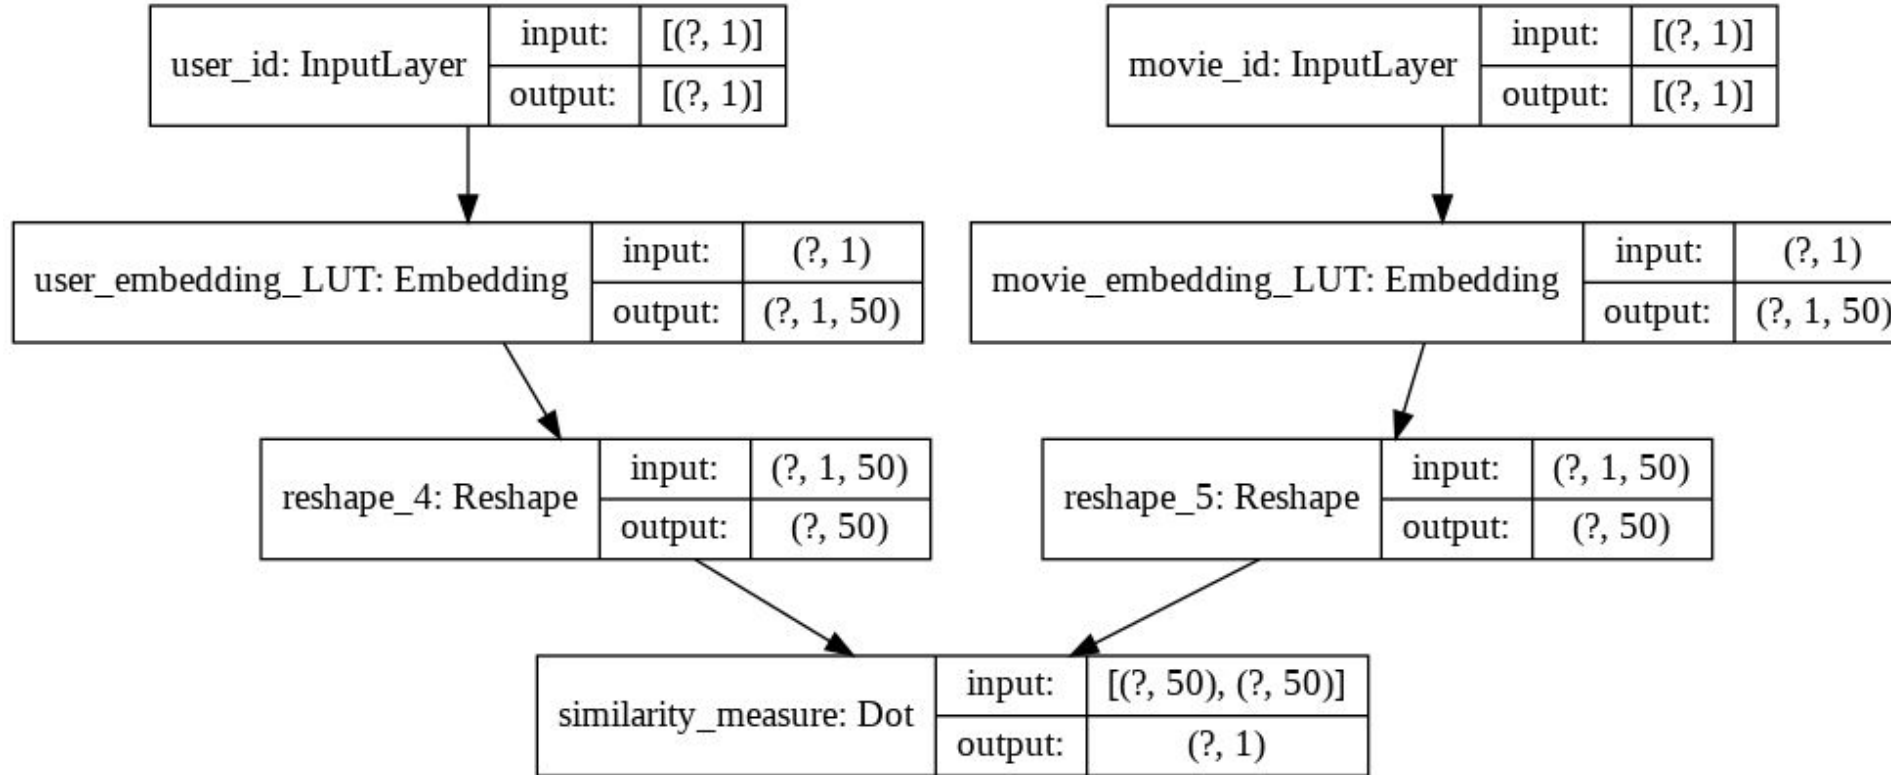 user_id: InputLayer
input: [(?, 1)]
output: [(?, 1)]
movie_id: InputLayer
input: [(?, 1)]
output: [(?, 1)]
user_embedding_LUT: Embedding
input: (?, 1)
output: (?, 1, 50)
movie_embedding_LUT: Embedding
input: (?, 1)
output: (?, 1, 50)
reshape_4: Reshape
input: (?, 1, 50)
output: (?, 50)
reshape_5: Reshape
input: (?, 1, 50)
output: (?, 50)
similarity_measure: Dot
input: [(?, 50), (?, 50)]
output: (?, 1)